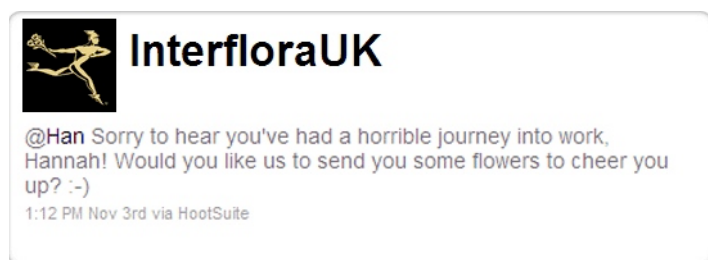 InterfloraUK
@Han Sorry to hear you've had a horrible journey into work,
Hannah! Would you like us to send you some flowers to cheer you
up? :-)
1:12 PM Nov 3rd via HootSuite